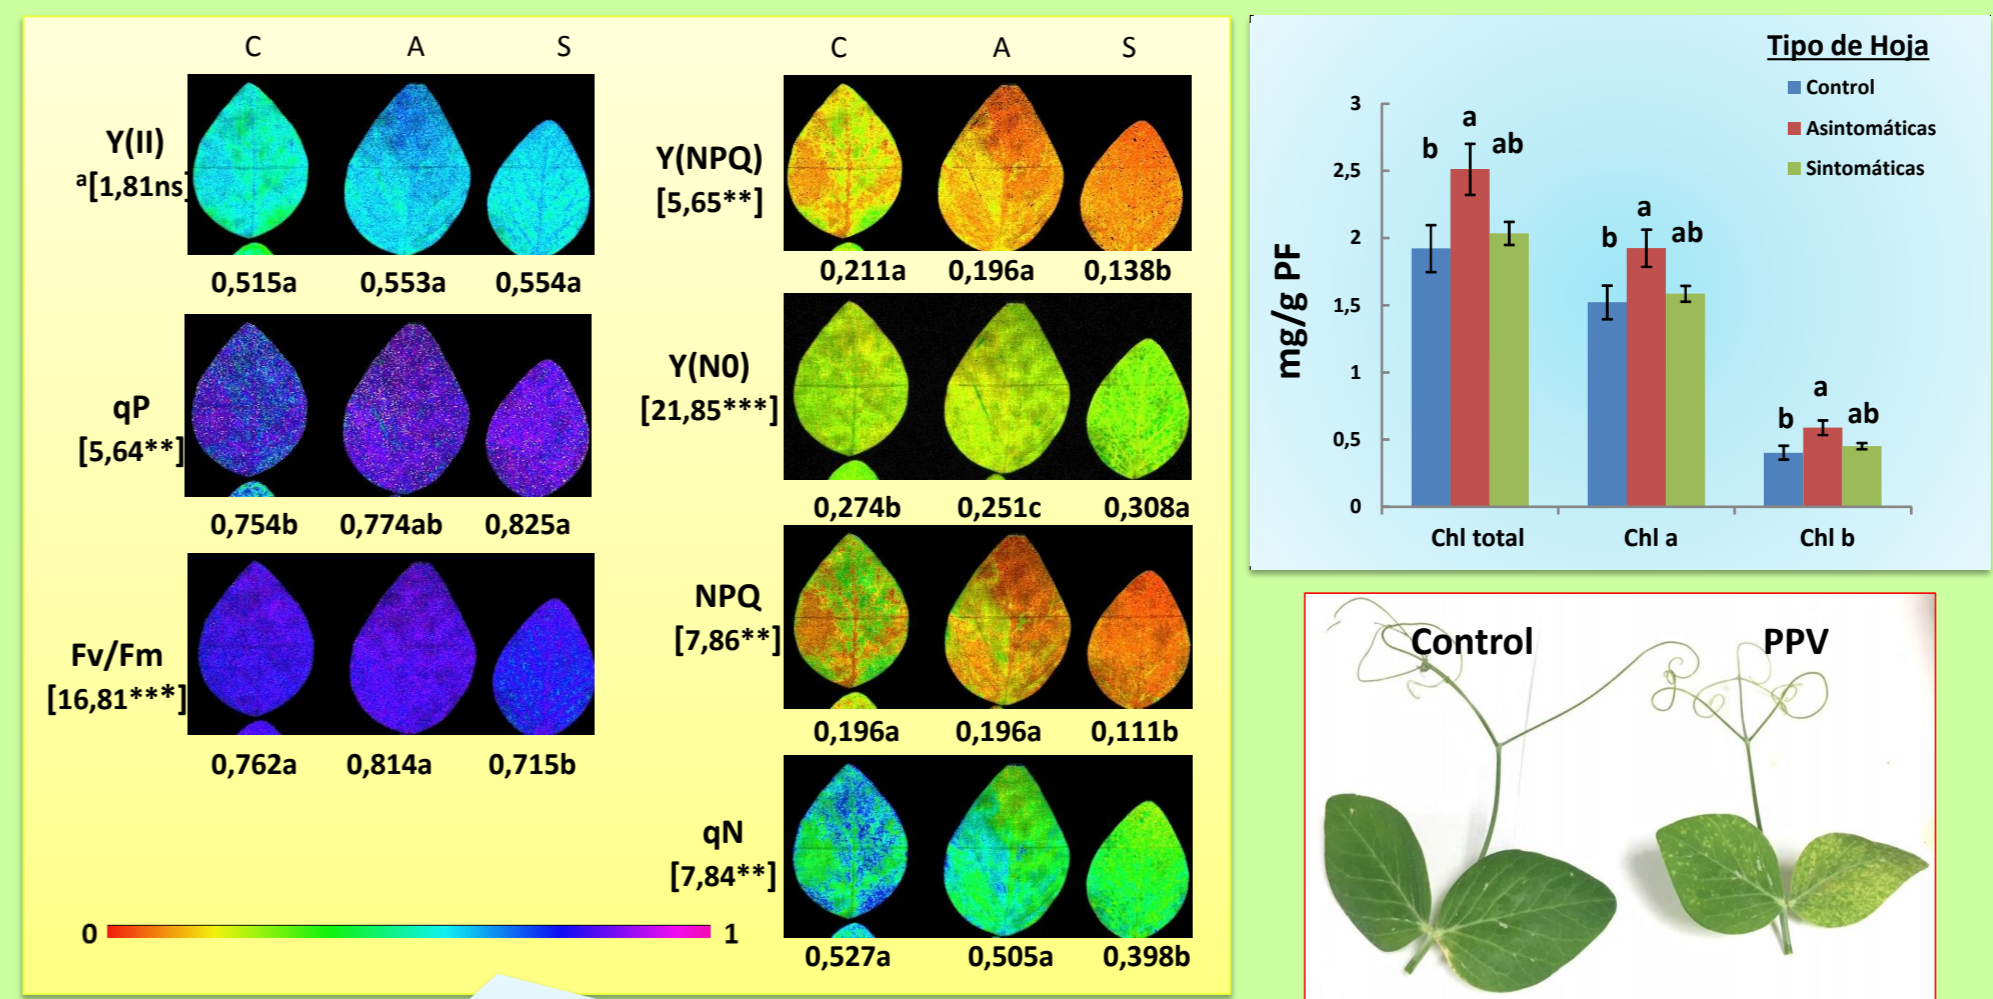 C A S
Y(II)
ª[1,81ns]
0,515a 0,553a 0,554a
qP
[5,64**]
0,754b 0,774ab 0,825a
Fv/Fm
[16,81***]
0,762a 0,814a 0,715b
0 1
C A S
Y(NPQ)
[5,65**]
0,211a 0,196a 0,138b
Y(N0)
[21,85***]
0,274b 0,251c 0,308a
NPQ
[7,86**]
0,196a 0,196a 0,111b
qN
[7,84**]
0,527a 0,505a 0,398b
Tipo de Hoja
Control
Asintomáticas
Sintomáticas
mg/g PF
3
2,5
2
1,5
1
0,5
0
b a ab
b a ab
b a ab
Chl total Chl a Chl b
Control PPV